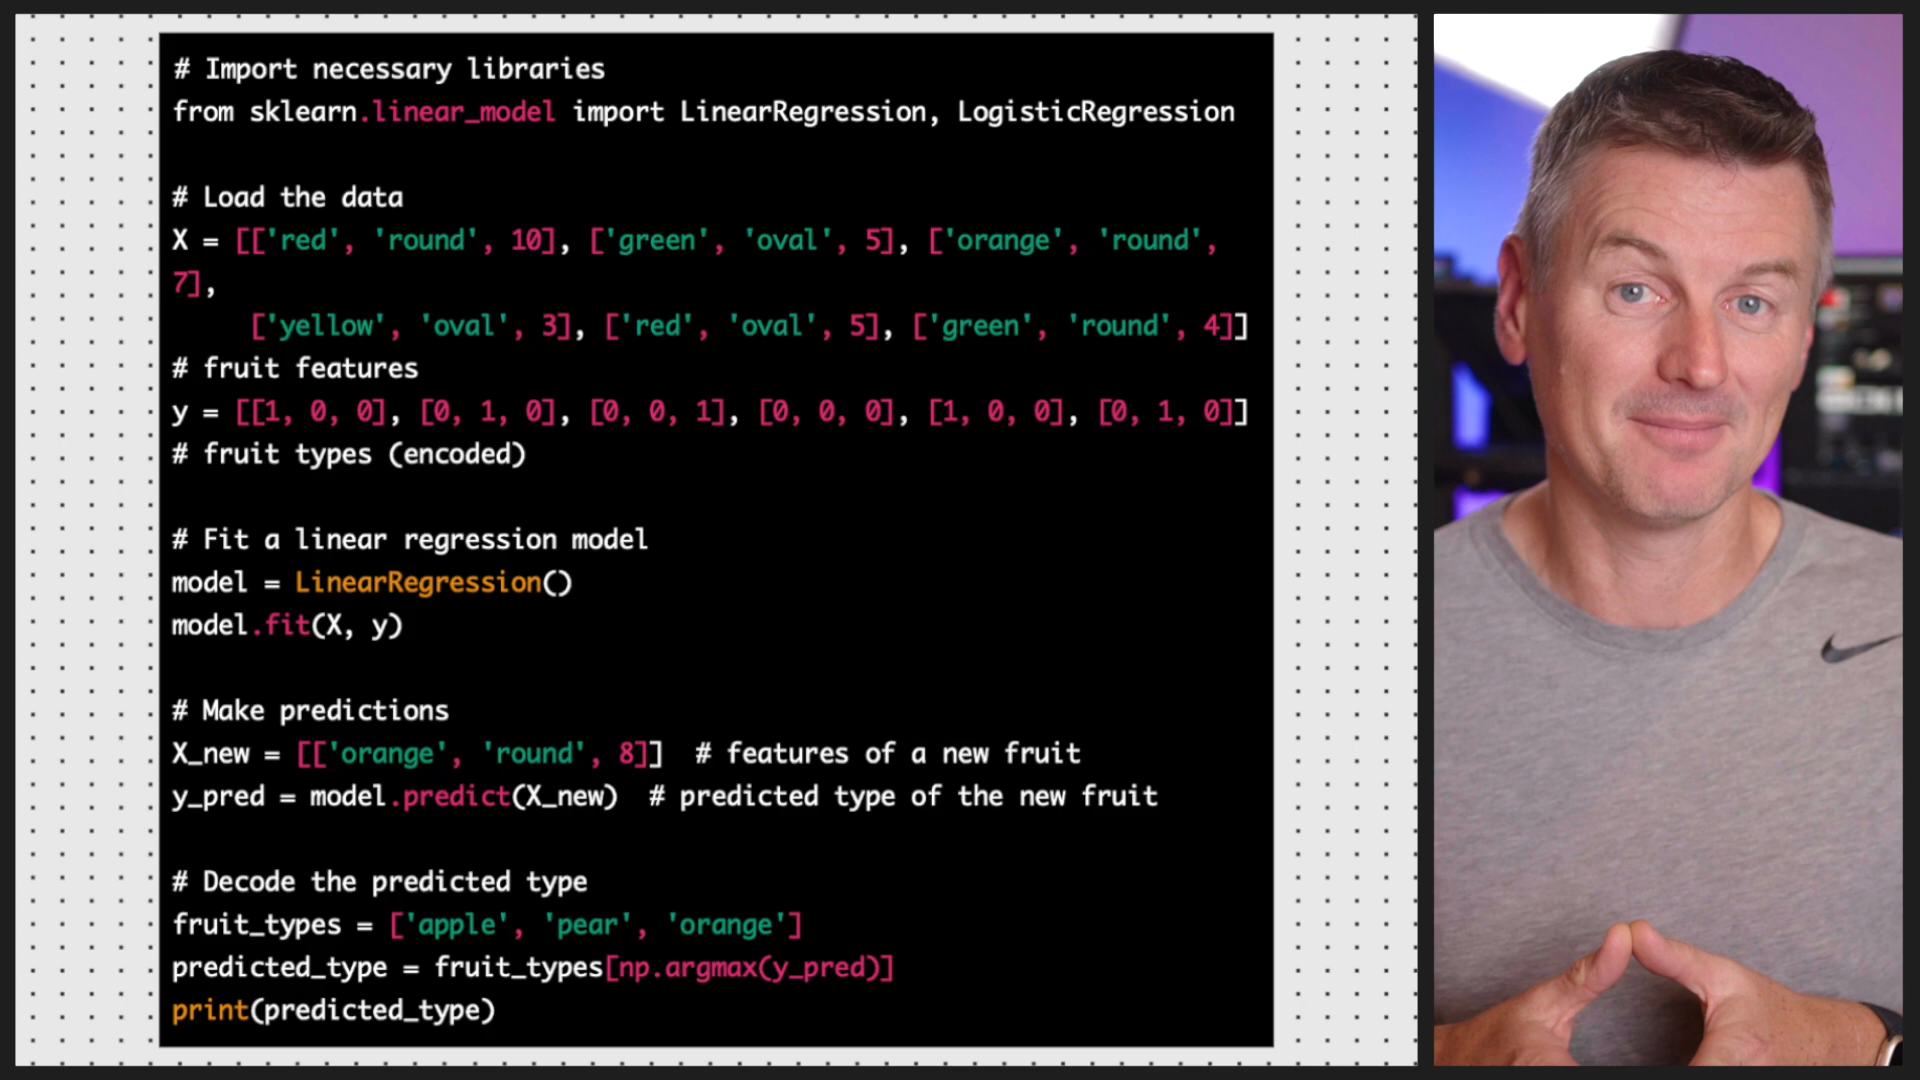 # Import necessary libraries
from sklearn.linear_model import LinearRegression, LogisticRegression
# Load the data
X = [['red', 'round', 10], ['green', 'oval', 5], ['orange', 'round',
7],
['yellow', 'oval', 3], ['red', 'oval', 5], ['green', 'round', 4]]
# fruit features
y = [[1, 0, 0], [0, 1, 0], [0, 0, 1], [0, 0, 0], [1, 0, 0], [0, 1, 0]]
# fruit types (encoded)
# Fit a linear regression model
model = LinearRegression()
model.fit(X, y)
# Make predictions
X_new = [['orange', 'round', 8]]  # features of a new fruit
y_pred = model.predict(X_new)  # predicted type of the new fruit
# Decode the predicted type
fruit_types = ['apple', 'pear', 'orange']
predicted_type = fruit_types[np.argmax(y_pred)]
print(predicted_type)